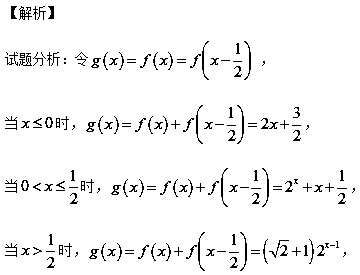 【解析】
试题分析：令 g(x)=f(x)=f(x-1/2) ，
当 x≤0 时，g(x)=f(x)+f(x-1/2)=2x+3/2，
当 0<x≤1/2 时，g(x)=f(x)+f(x-1/2)=2^x+x+1/2，
当 x>1/2 时，g(x)=f(x)+f(x-1/2)=(√2+1)2^(x-1)，